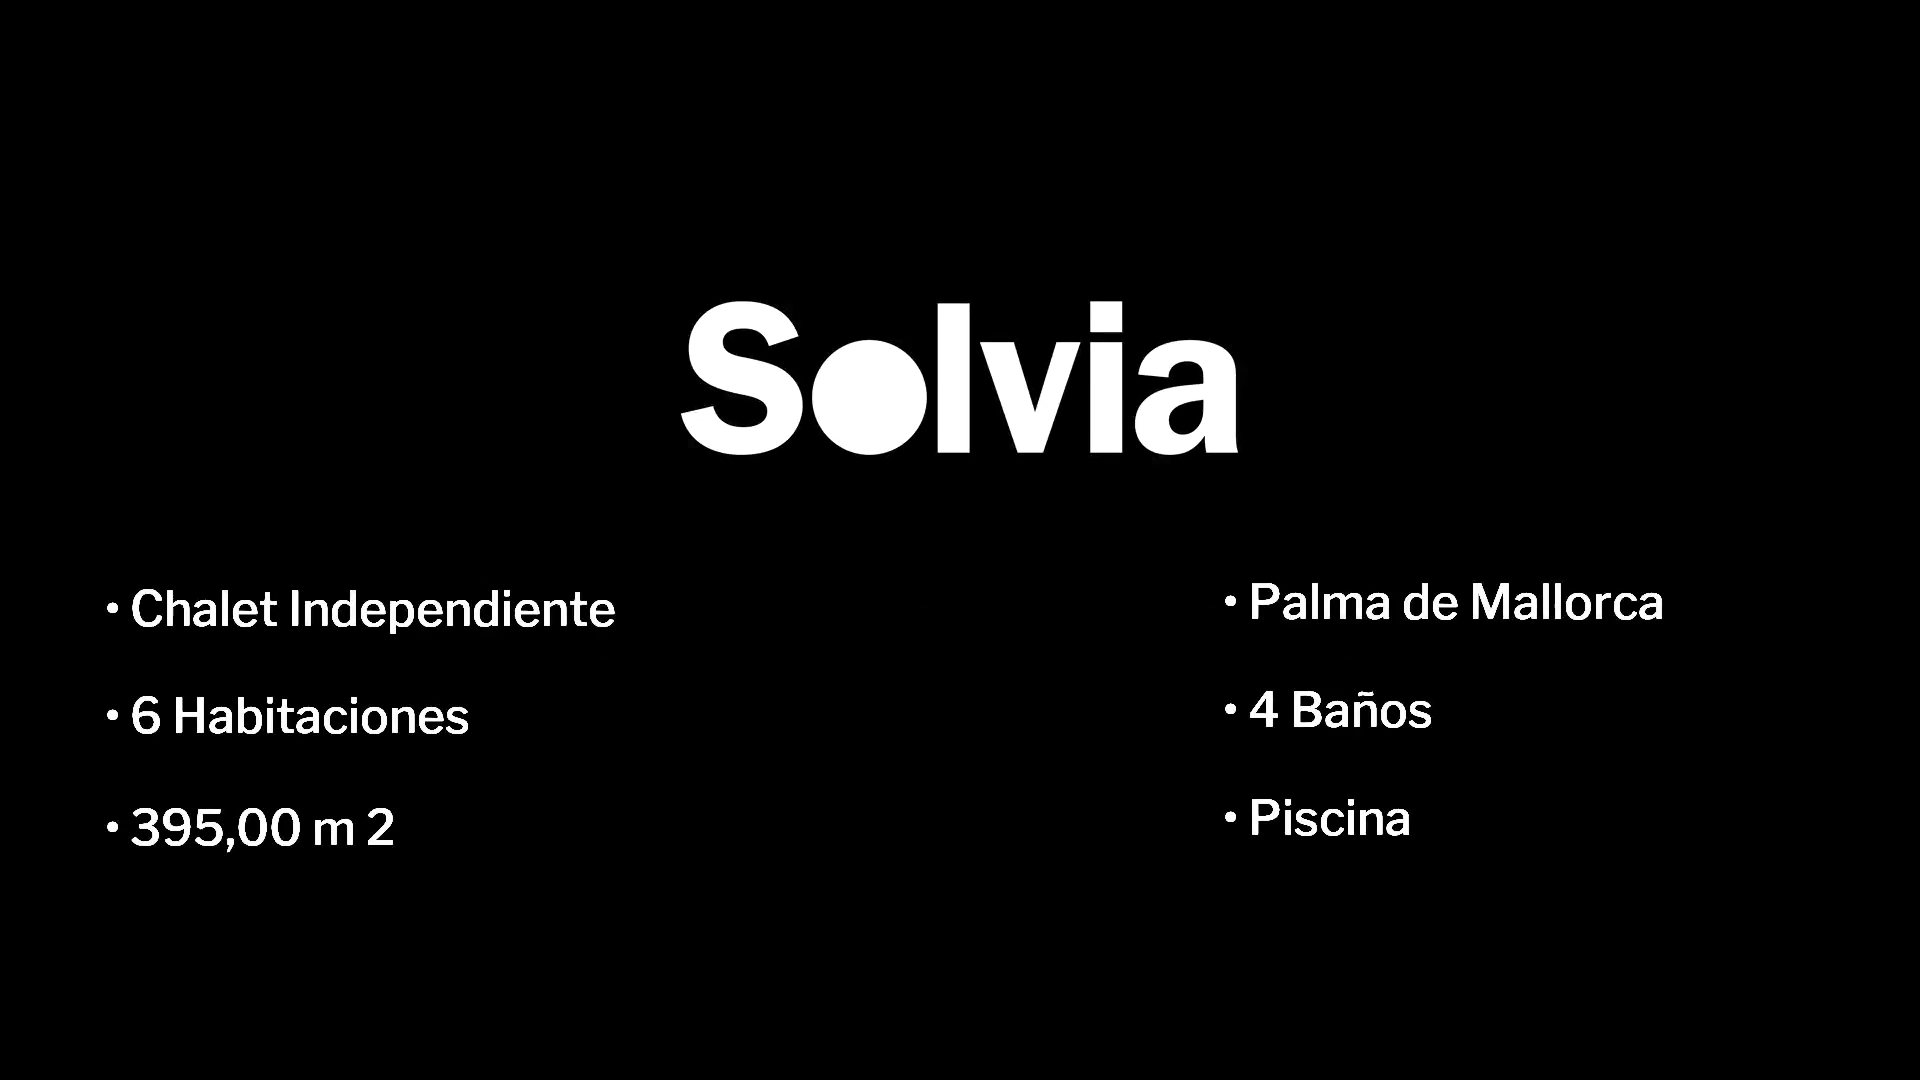 Solvia
• Chalet Independiente
• 6 Habitaciones
• 395,00 m 2
• Palma de Mallorca
• 4 Baños
• Piscina